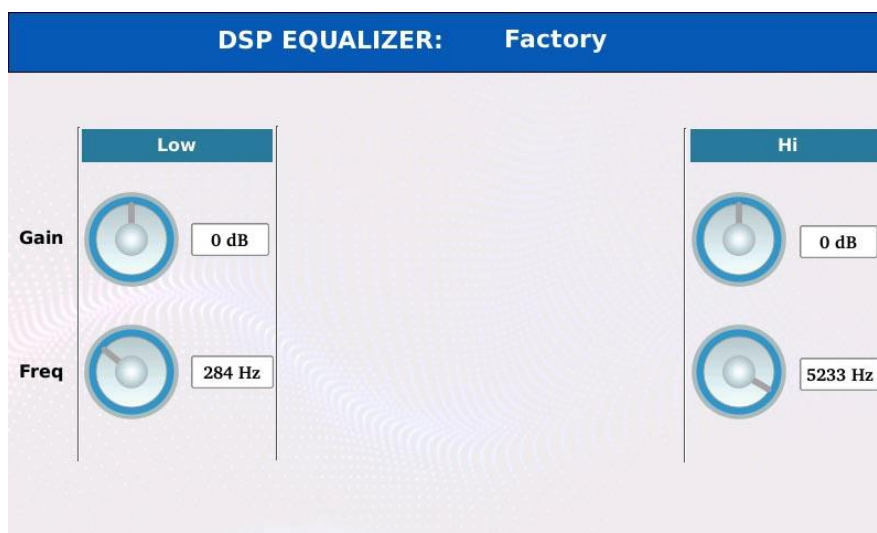 DSP EQUALIZER: Factory
Low Hi
Gain 0 dB 0 dB
Freq 284 Hz 5233 Hz